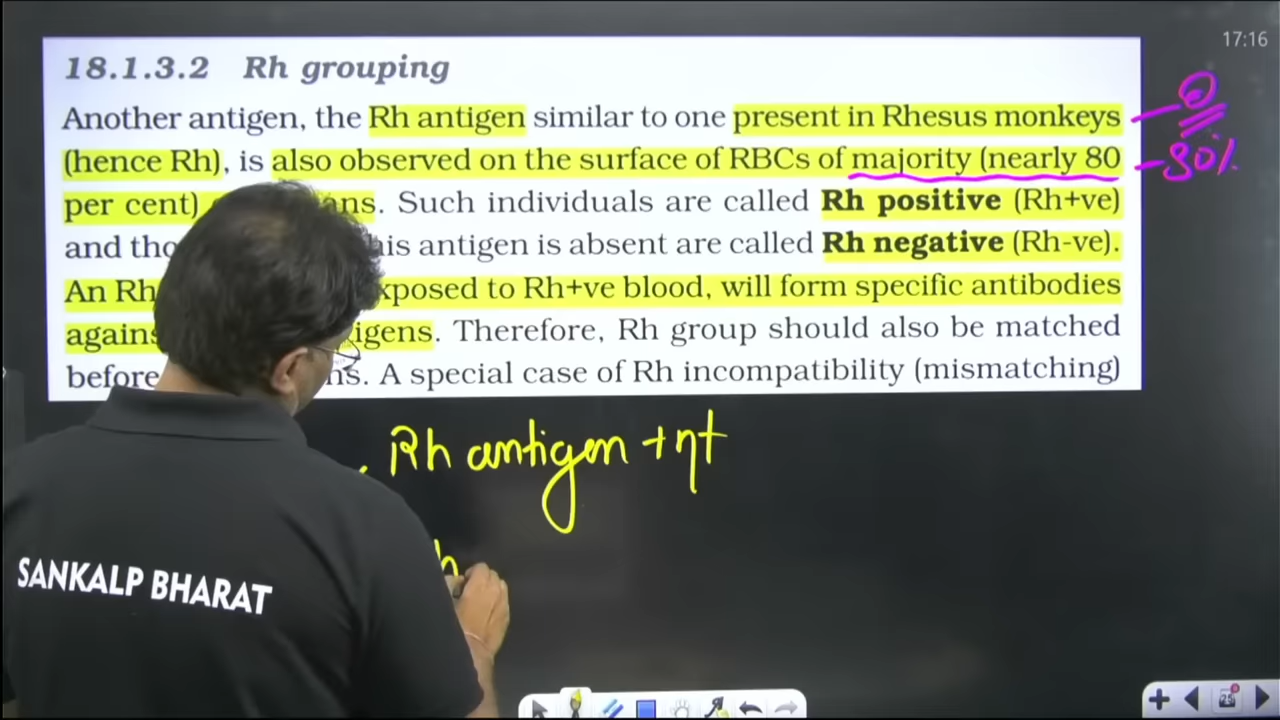 17:16
18.1.3.2 Rh grouping
Another antigen, the Rh antigen similar to one present in Rhesus monkeys
(hence Rh), is also observed on the surface of RBCs of majority (nearly 80
per cent) ans. Such individuals are called Rh positive (Rh+ve)
and tho his antigen is absent are called Rh negative (Rh-ve).
An Rh xposed to Rh+ve blood, will form specific antibodies
agains igens. Therefore, Rh group should also be matched
before ns. A special case of Rh incompatibility (mismatching)
80%
Rh antigen +nt
h
SANKALP BHARAT
25